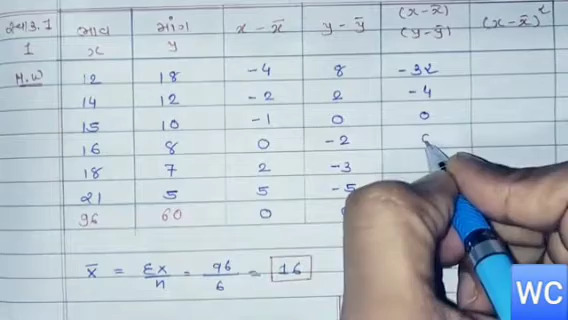 સ્વા 3.1 ભાવ માંગ x - x̄ y - ȳ (x-x̄) (y-ȳ) (x-x̄)²
1 x y
H.W 12 18 -4 8 -32
14 12 -2 2 -4
15 10 -1 0 0
16 8 0 -2
18 7 2 -3
21 5 5 -5
96 60 0
x̄ = Σx/n = 96/6 = 16
WC